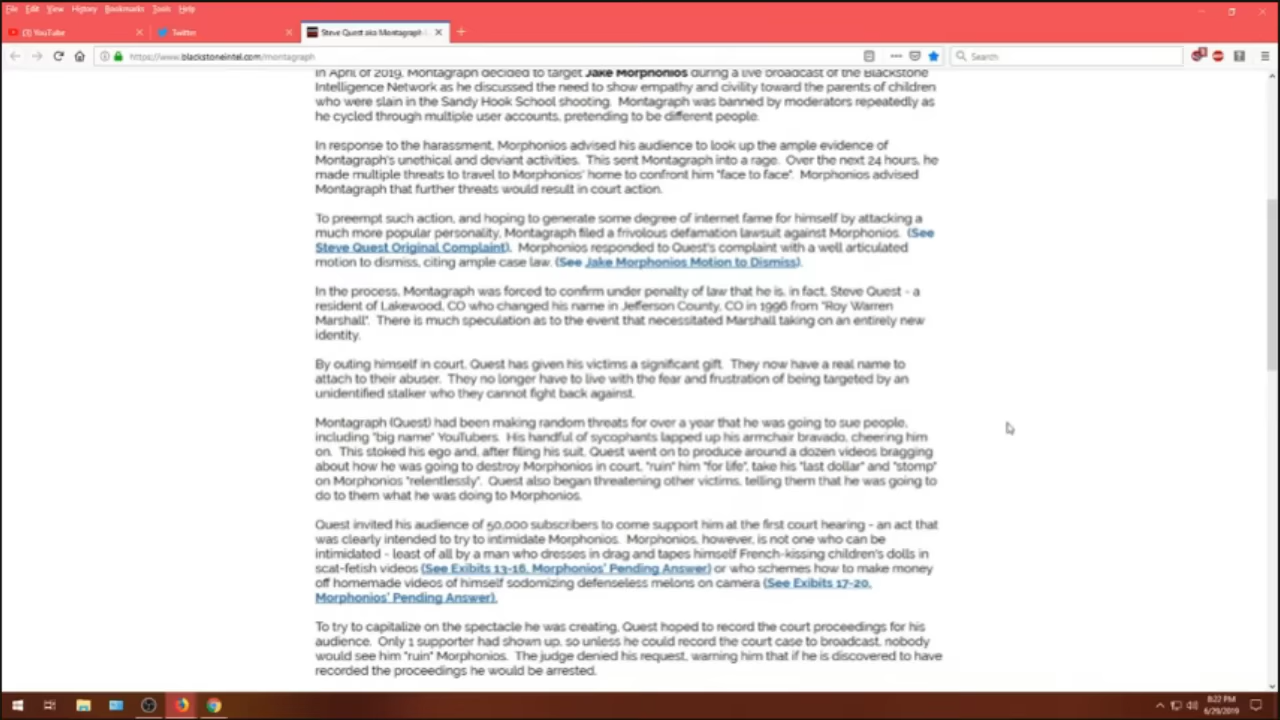 File Edit View History Bookmarks Tools Help
(3) YouTube
Twitter
Steve Quest aka Montagraph
https://www.blackstoneintel.com/montagraph
Search
In April of 2019, Montagraph decided to target Jake Morphonios during a live broadcast of the Blackstone
Intelligence Network as he discussed the need to show empathy and civility toward the parents of children
who were slain in the Sandy Hook School shooting. Montagraph was banned by moderators repeatedly as
he cycled through multiple user accounts, pretending to be different people.
In response to the harassment, Morphonios advised his audience to look up the ample evidence of
Montagraph's unethical and deviant activities. This sent Montagraph into a rage. Over the next 24 hours, he
made multiple threats to travel to Morphonios' home to confront him "face to face". Morphonios advised
Montagraph that further threats would result in court action.
To preempt such action, and hoping to generate some degree of internet fame for himself by attacking a
much more popular personality, Montagraph filed a frivolous defamation lawsuit against Morphonios. (See
Steve Quest Original Complaint). Morphonios responded to Quest's complaint with a well articulated
motion to dismiss, citing ample case law. (See Jake Morphonios Motion to Dismiss).
In the process, Montagraph was forced to confirm under penalty of law that he is, in fact, Steve Quest - a
resident of Lakewood, CO who changed his name in Jefferson County, CO in 1996 from "Roy Warren
Marshall". There is much speculation as to the event that necessitated Marshall taking on an entirely new
identity.
By outing himself in court, Quest has given his victims a significant gift. They now have a real name to
attach to their abuser. They no longer have to live with the fear and frustration of being targeted by an
unidentified stalker who they cannot fight back against.
Montagraph (Quest) had been making random threats for over a year that he was going to sue people,
including "big name" YouTubers. His handful of sycophants lapped up his armchair bravado, cheering him
on. This stoked his ego and, after filing his suit, Quest went on to produce around a dozen videos bragging
about how he was going to destroy Morphonios in court, "ruin" him "for life", take his "last dollar" and "stomp"
on Morphonios "relentlessly". Quest also began threatening other victims, telling them that he was going to
do to them what he was doing to Morphonios.
Quest invited his audience of 50,000 subscribers to come support him at the first court hearing - an act that
was clearly intended to try to intimidate Morphonios. Morphonios, however, is not one who can be
intimidated - least of all by a man who dresses in drag and tapes himself French-kissing children's dolls in
scat-fetish videos (See Exibits 13-16, Morphonios' Pending Answer) or who schemes how to make money
off homemade videos of himself sodomizing defenseless melons on camera (See Exibits 17-20,
Morphonios' Pending Answer).
To try to capitalize on the spectacle he was creating, Quest hoped to record the court proceedings for his
audience. Only 1 supporter had shown up, so unless he could record the court case to broadcast, nobody
would see him "ruin" Morphonios. The judge denied his request, warning him that if he is discovered to have
recorded the proceedings he would be arrested.
8:22 PM
6/29/2019